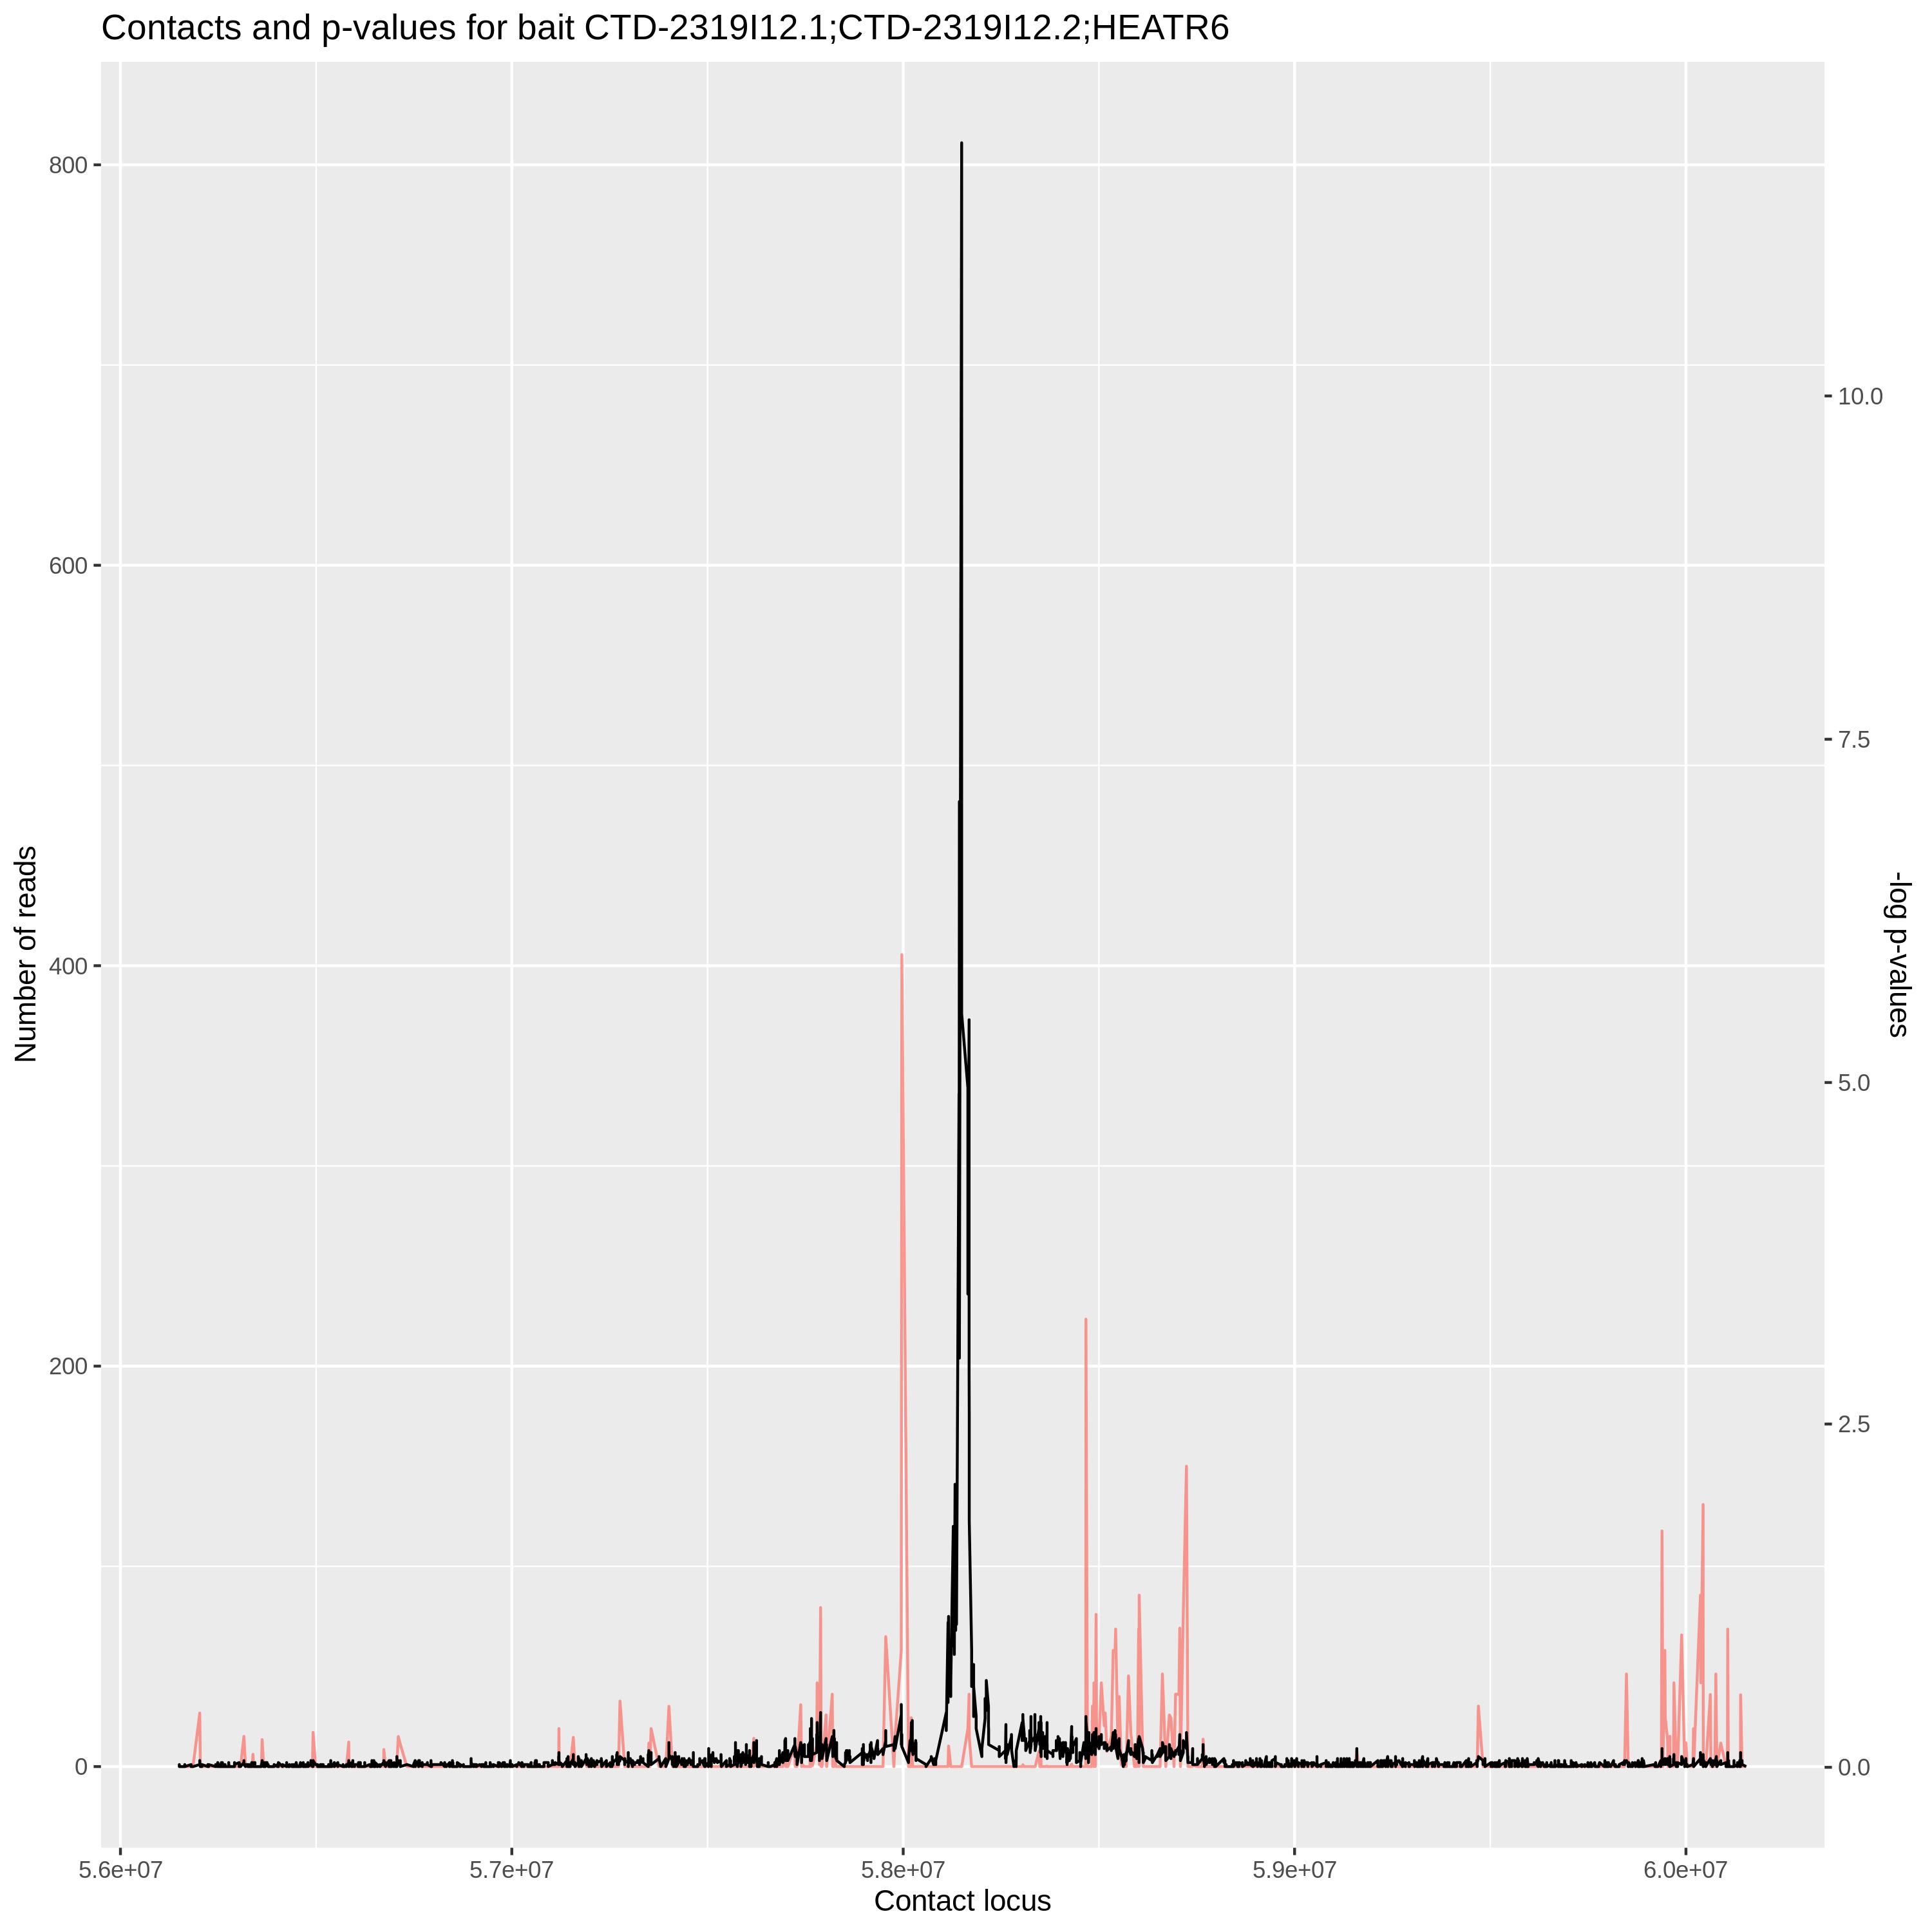 Contacts and p-values for bait CTD-2319I12.1;CTD-2319I12.2;HEATR6
800
600
400
200
0
Number of reads
10.0
7.5
5.0
2.5
0.0
-log p-values
5.6e+07
5.7e+07
5.8e+07
5.9e+07
6.0e+07
Contact locus